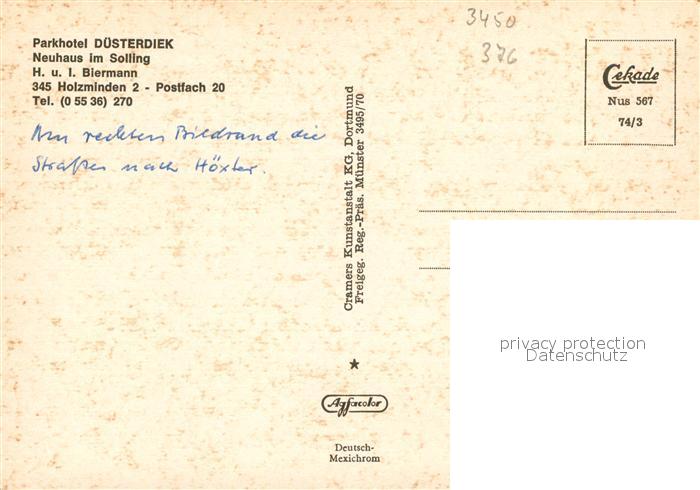 Parkhotel DÜSTERDIEK
Neuhaus im Solling
H. u. I. Biermann
345 Holzminden 2 - Postfach 20
Tel. (0 55 36) 270
Am rechten Bildrand die
Straße nach Höxter.
Cramers Kunstanstalt KG, Dortmund
Freigeg. Reg.-Präs. Münster 3495/70
Agfacolor
Deutsch-
Mexichrom
3450
376
Cekade
Nus 567
74/3
privacy protection
Datenschutz